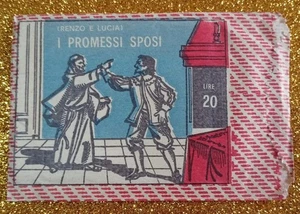 (RENZO E LUCIA)
I PROMESSI SPOSI
LIRE
20